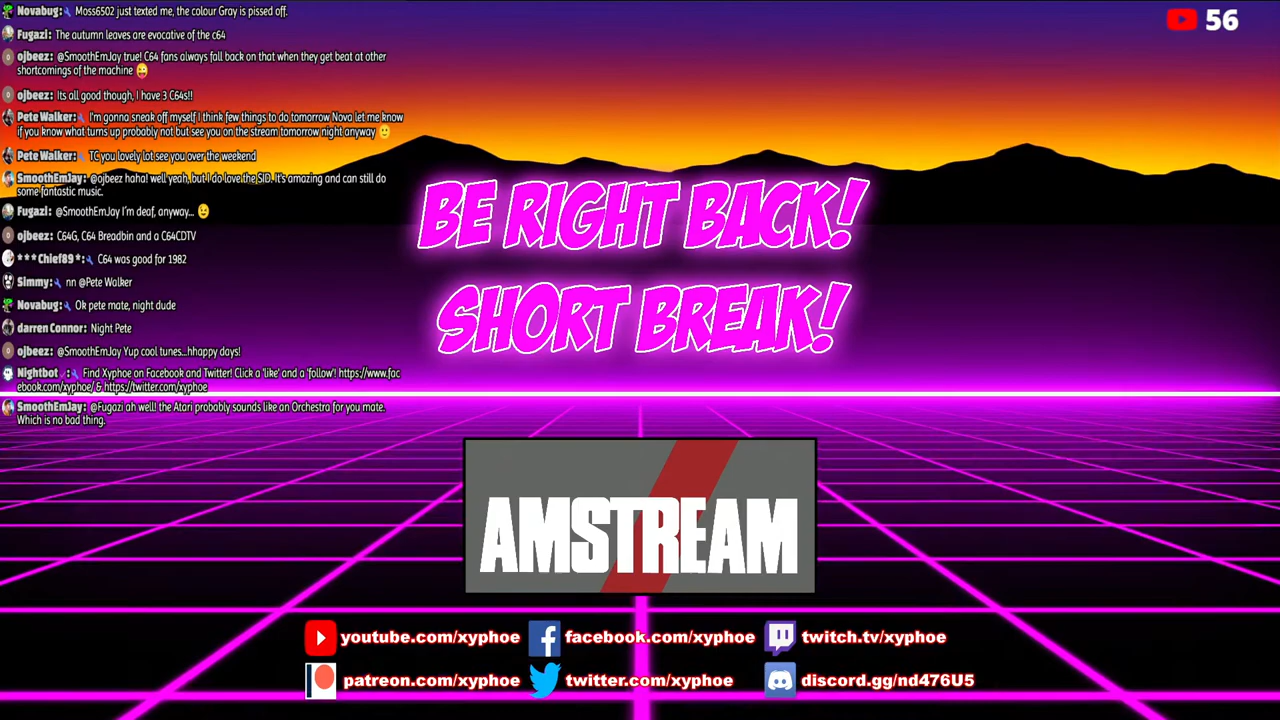 Novabug: Moss6502 just texted me, the colour Gray is pissed off.
56
Fugazi: The autumn leaves are evocative of the c64
ojbeez: @SmoothEmJay true! C64 fans always fall back on that when they get beat at other
shortcomings of the machine 😜
ojbeez: Its all good though, I have 3 C64s!!
Pete Walker: I'm gonna sneak off myself I think few things to do tomorrow Nova let me know
if you know what turns up probably not but see you on the stream tomorrow night anyway 🙂
Pete Walker: TC you lovely lot see you over the weekend
SmoothEmJay: @ojbeez haha! well yeah, but I do love the SID. It's amazing and can still do
some fantastic music.
Fugazi: @SmoothEmJay I'm deaf, anyway... 😉
ojbeez: C64G, C64 Breadbin and a C64CDTV
***Chief89*: C64 was good for 1982
Simmy: nn @Pete Walker
Novabug: Ok pete mate, night dude
darren Connor: Night Pete
ojbeez: @SmoothEmJay Yup cool tunes...hhappy days!
Nightbot: Find Xyphoe on Facebook and Twitter! Click a 'like' and a 'follow'! https://www.fac
ebook.com/xyphoe/ & https://twitter.com/xyphoe
SmoothEmJay: @Fugazi ah well! the Atari probably sounds like an Orchestra for you mate.
Which is no bad thing.
BE RIGHT BACK!
SHORT BREAK!
AMSTREAM
youtube.com/xyphoe facebook.com/xyphoe twitch.tv/xyphoe
patreon.com/xyphoe twitter.com/xyphoe discord.gg/nd476U5